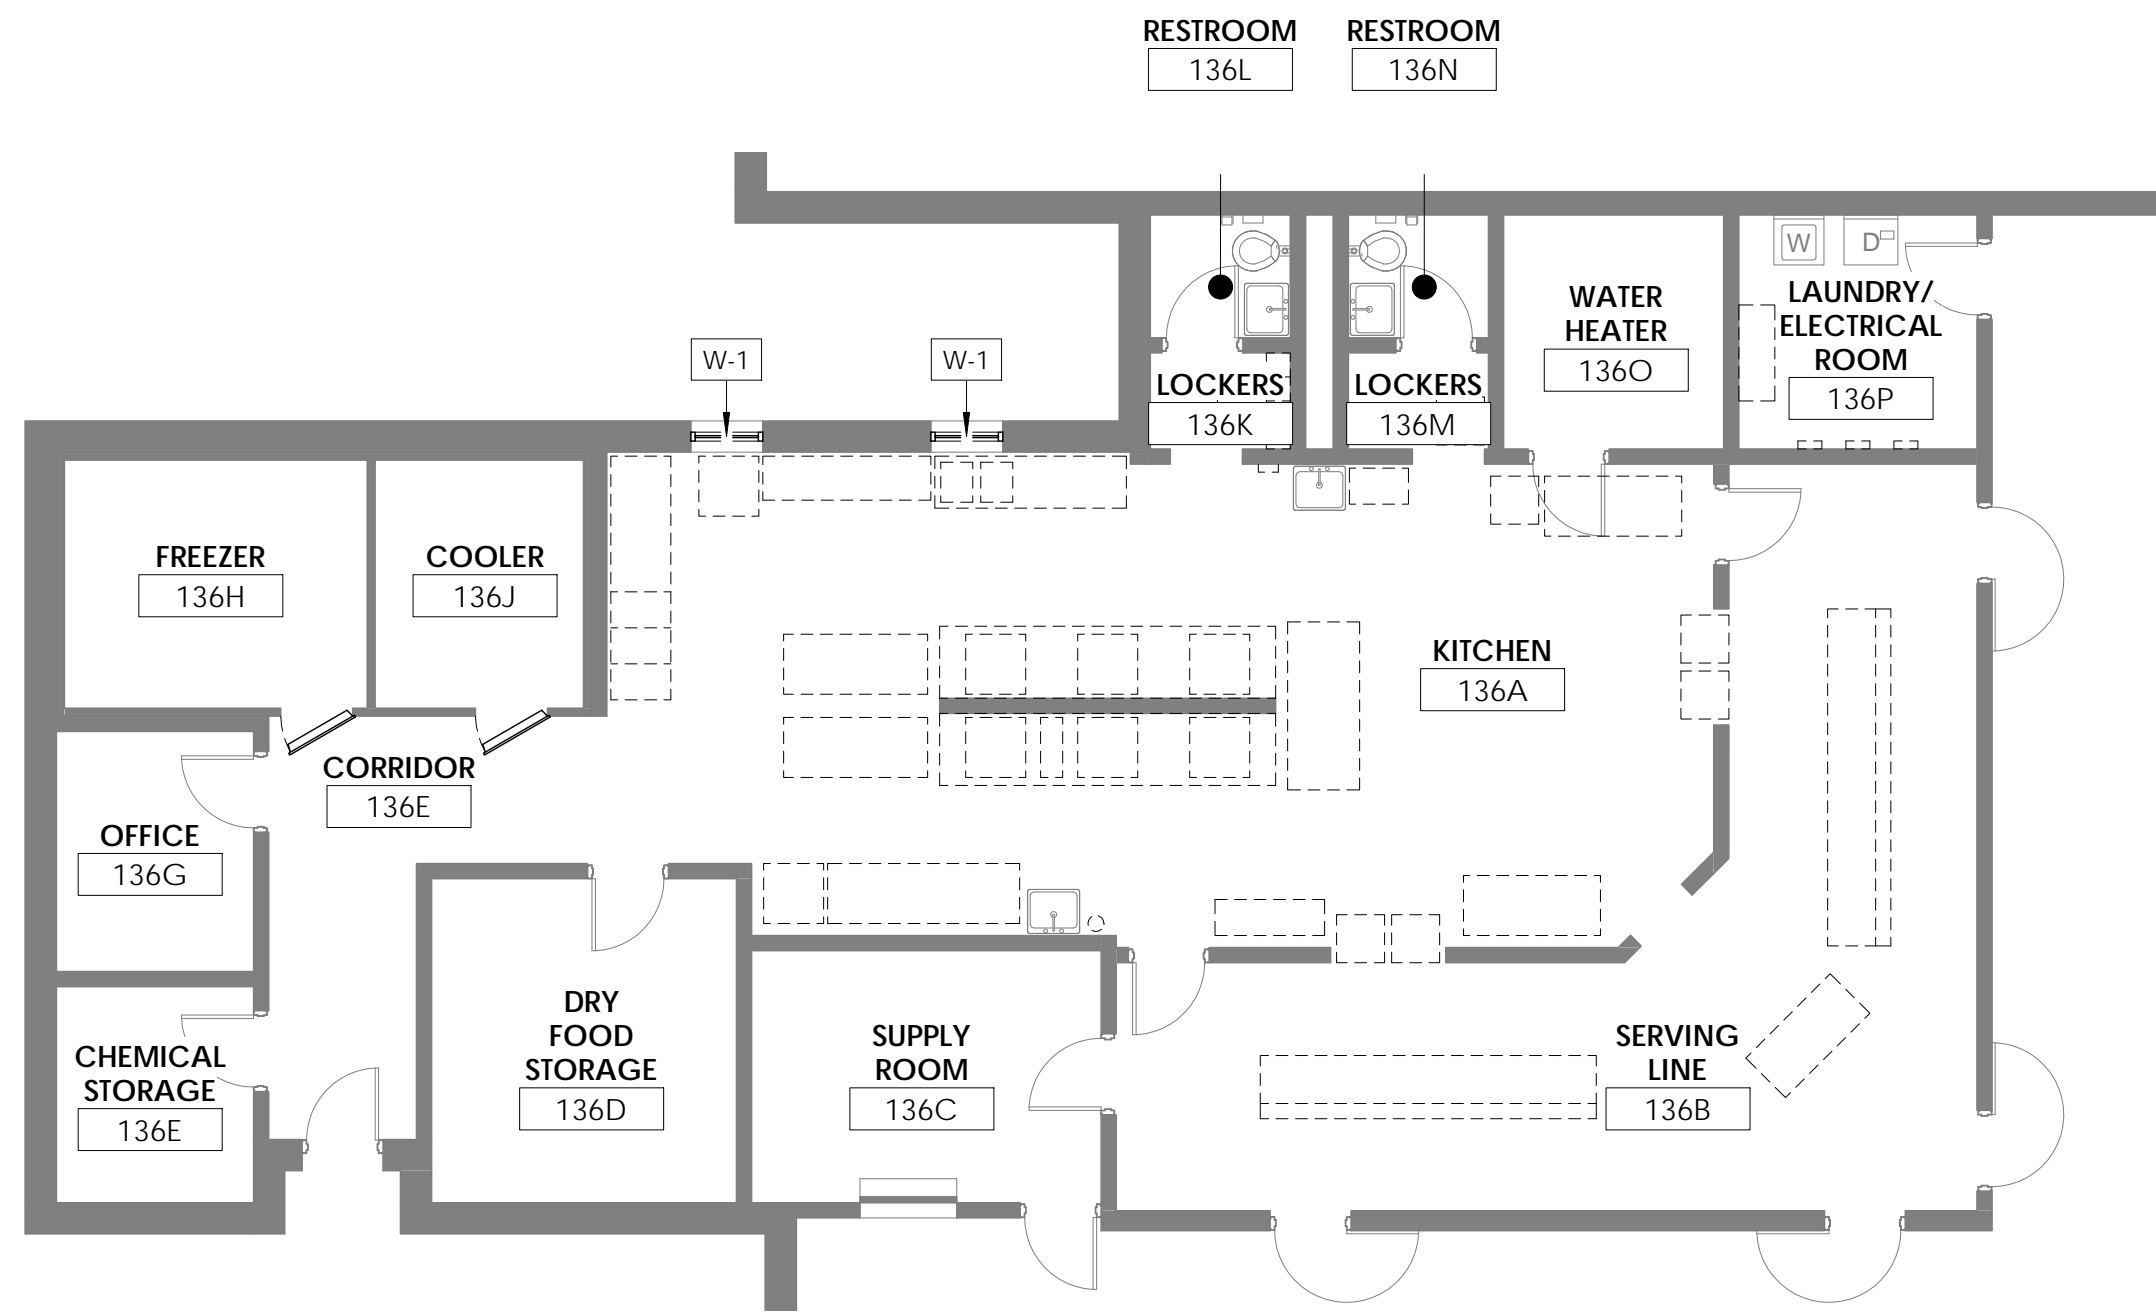 RESTROOM
136L
RESTROOM
136N
W-1
W-1
LOCKERS
136K
LOCKERS
136M
WATER
HEATER
136O
W
D
LAUNDRY/
ELECTRICAL
ROOM
136P
FREEZER
136H
COOLER
136J
KITCHEN
136A
CORRIDOR
136E
OFFICE
136G
CHEMICAL
STORAGE
136E
DRY
FOOD
STORAGE
136D
SUPPLY
ROOM
136C
SERVING
LINE
136B